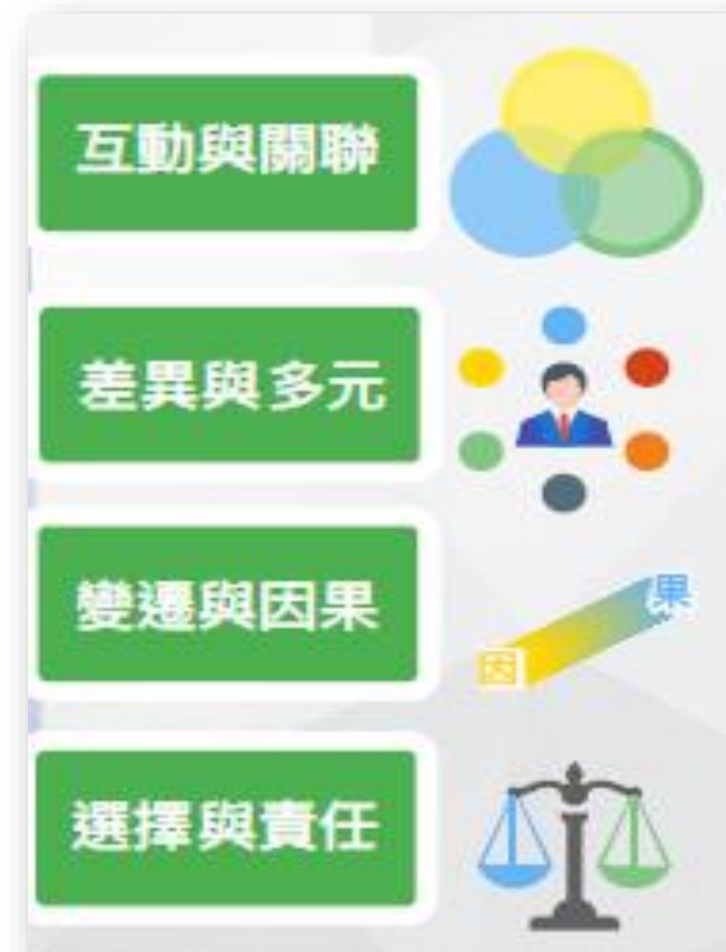 互動與關聯
差異與多元
變遷與因果
果
因
選擇與責任